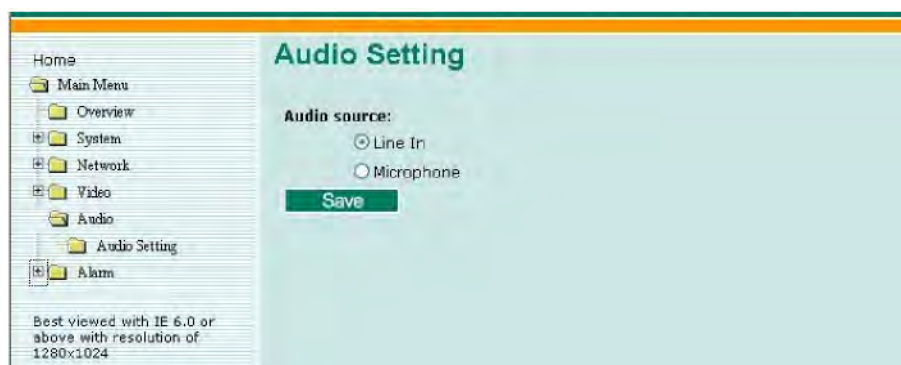 Home
Main Menu
Overview
System
Network
Video
Audio
Audio Setting
Alarm
Best viewed with IE 6.0 or
above with resolution of
1280x1024
Audio Setting
Audio source:
Line In
Microphone
Save